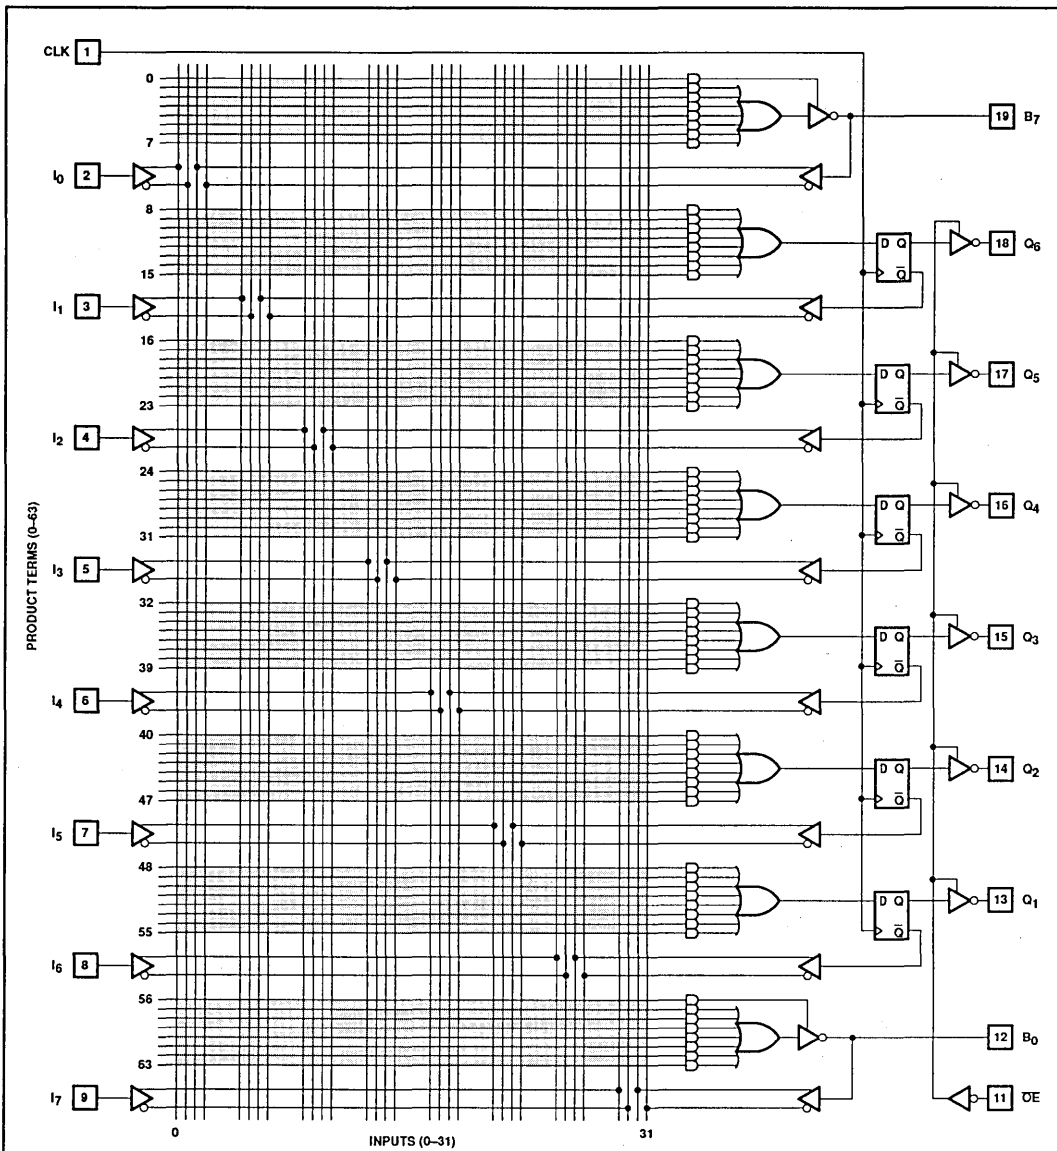 CLK 1
0
7
19 B7
I0 2
8
15
D Q
Q̅
18 Q6
I1 3
16
23
D Q
Q̅
17 Q5
I2 4
24
31
D Q
Q̅
16 Q4
I3 5
PRODUCT TERMS (0–63)
32
39
D Q
Q̅
15 Q3
I4 6
40
47
D Q
Q̅
14 Q2
I5 7
48
55
D Q
Q̅
13 Q1
I6 8
56
63
12 B0
I7 9
11 O̅E̅
0 31
INPUTS (0–31)